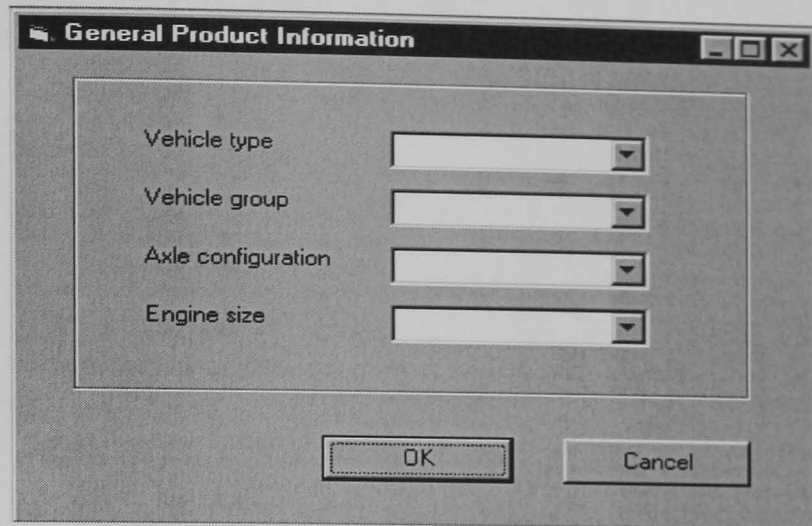 General Product Information
Vehicle type
Vehicle group
Axle configuration
Engine size
OK
Cancel